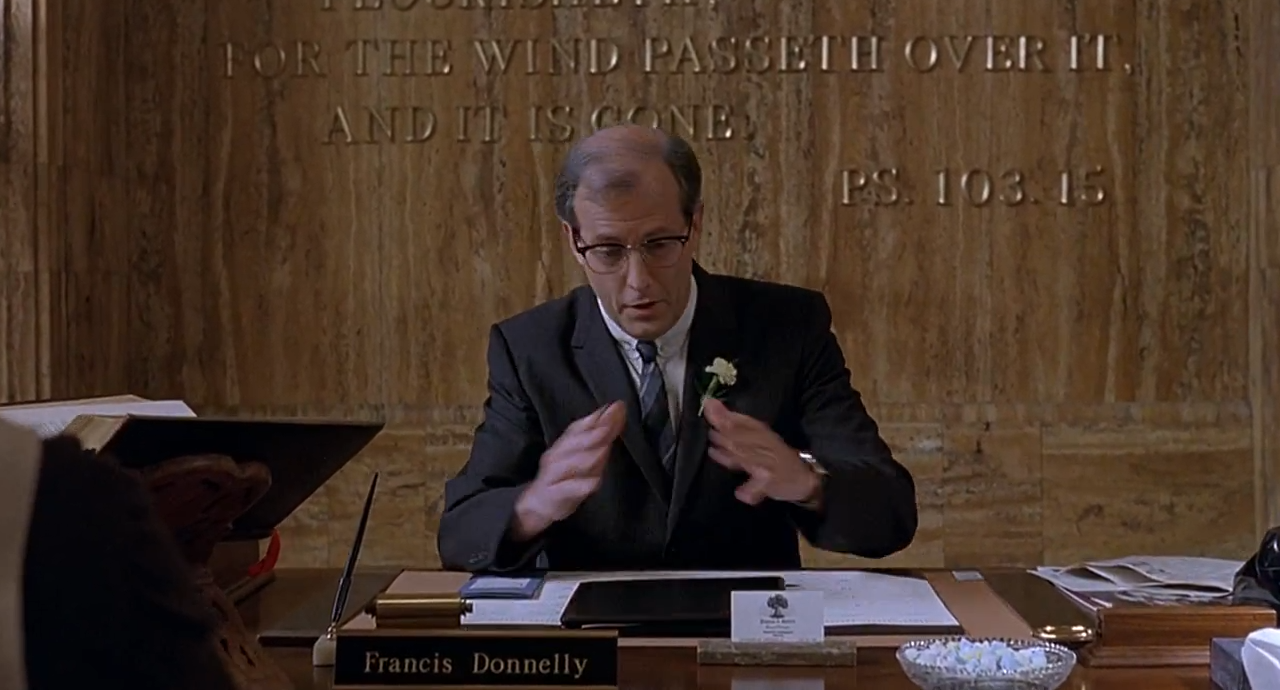 FOR THE WIND PASSETH OVER IT,
AND IT IS GONE.
PS. 103. 15
Francis Donnelly